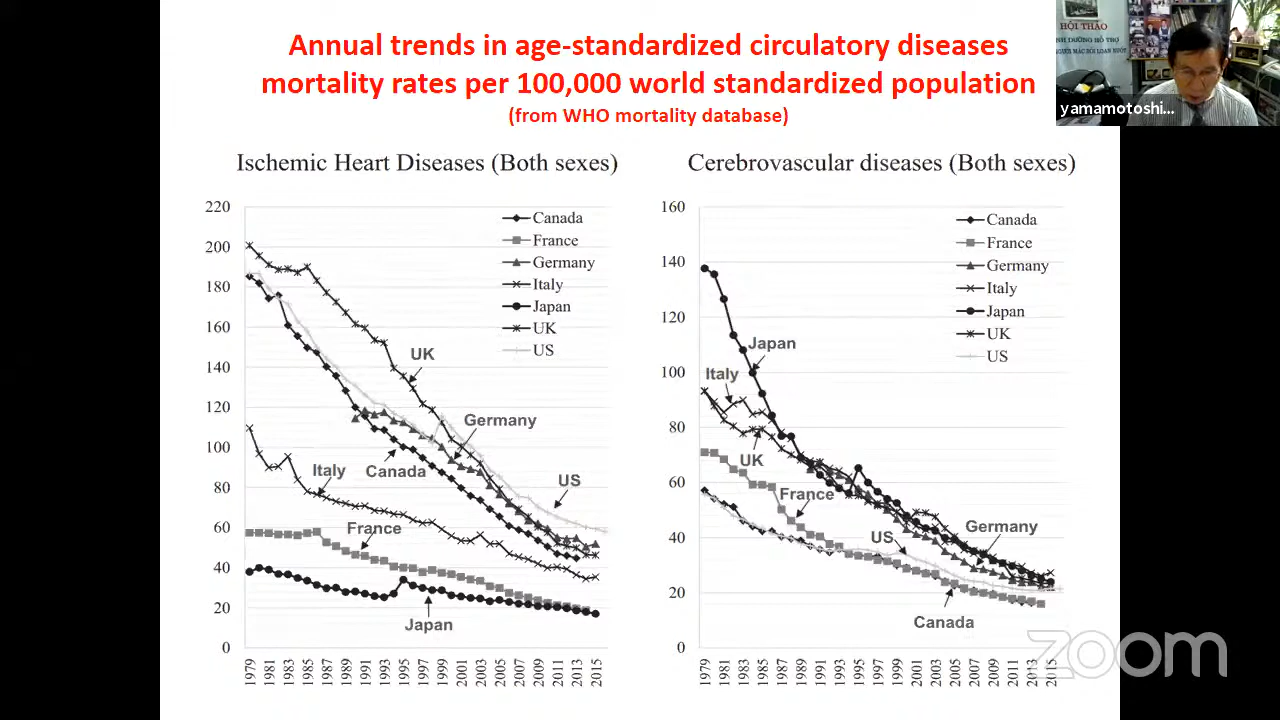 Annual trends in age-standardized circulatory diseases
mortality rates per 100,000 world standardized population
(from WHO mortality database)
HỘI THẢO
yamamotoshi...
Ischemic Heart Diseases (Both sexes)
220
200
180
160
140
120
100
80
60
40
20
0
Canada
France
Germany
Italy
Japan
UK
US
UK
Germany
Canada
US
Italy
France
Japan
1979
1981
1983
1985
1987
1989
1991
1993
1995
1997
1999
2001
2003
2005
2007
2009
2011
2013
2015
Cerebrovascular diseases (Both sexes)
160
140
120
100
80
60
40
20
0
Canada
France
Germany
Italy
Japan
UK
US
Japan
Italy
UK
France
US
Germany
Canada
1979
1981
1983
1985
1987
1989
1991
1993
1995
1997
1999
2001
2003
2005
2007
2009
2011
2013
2015
zoom